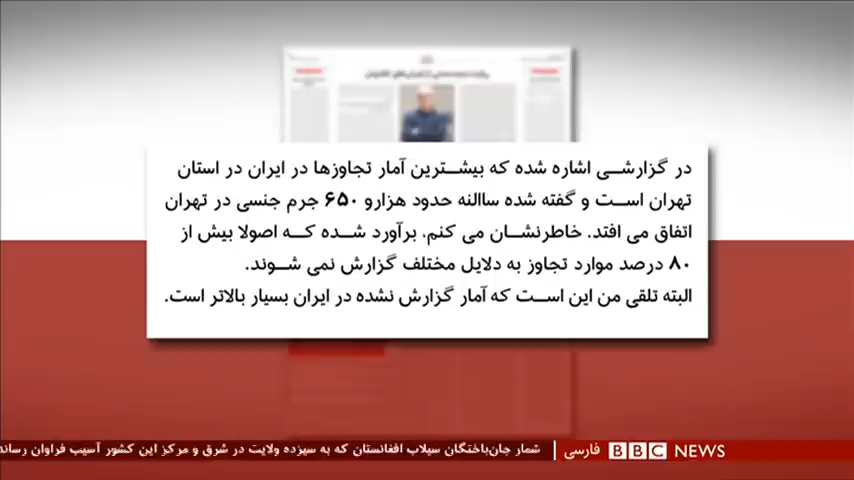 در گزارشی اشاره شده که بیشترین آمار تجاوزها در ایران در استان
تهران است و گفته شده ساالنه حدود هزارو ۶۵۰ جرم جنسی در تهران
اتفاق می افتد. خاطرنشان می کنم، برآورد شده که اصولا بیش از
۸۰ درصد موارد تجاوز به دلایل مختلف گزارش نمی شوند.
البته تلقی من این است که آمار گزارش نشده در ایران بسیار بالاتر است.
شمار جان‌باختگان سیلاب افغانستان که به سیزده ولایت در شرق و مرکز این کشور آسیب فراوان رساند
BBC NEWS فارسی